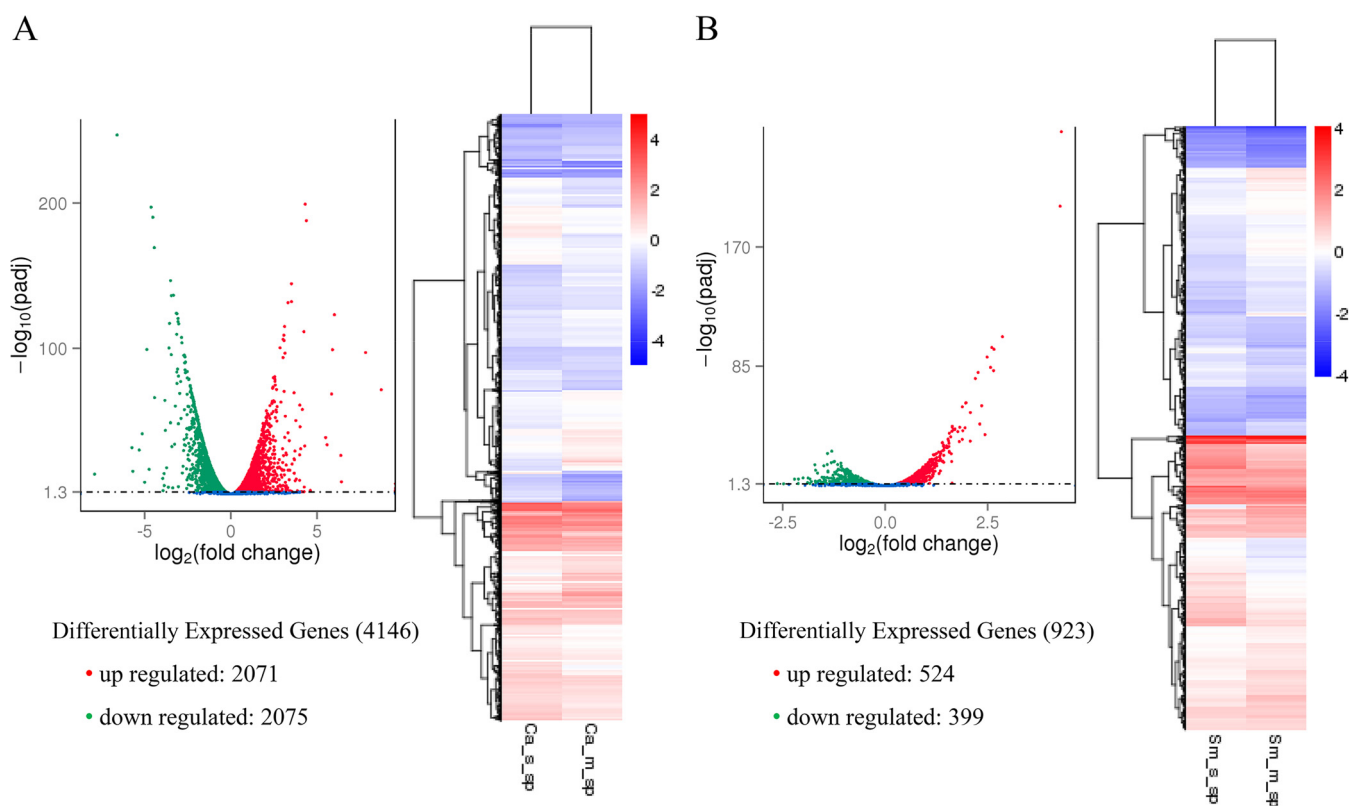 A
B
200
100
1.3
-5
0
5
−log10(padj)
log2(fold change)
4
2
0
-2
-4
Ca_s_sp
Ca_m_sp
Differentially Expressed Genes (4146)
up regulated: 2071
down regulated: 2075
170
85
1.3
-2.5
0.0
2.5
−log10(padj)
log2(fold change)
4
2
0
-2
-4
Sm_s_sp
Sm_m_sp
Differentially Expressed Genes (923)
up regulated: 524
down regulated: 399